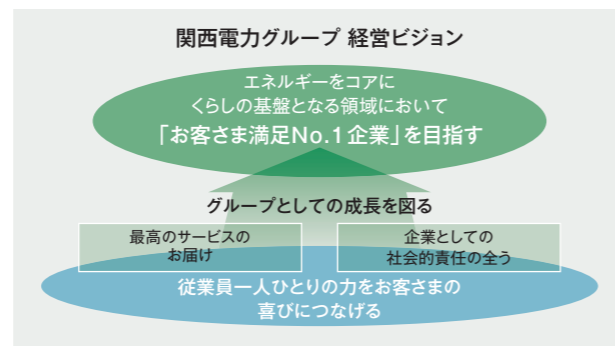 関西電力グループ 経営ビジョン
エネルギーをコアに
くらしの基盤となる領域において
「お客さま満足No.1企業」を目指す
グループとしての成長を図る
最高のサービスの
お届け
企業としての
社会的責任の全う
従業員一人ひとりの力をお客さまの
喜びにつなげる